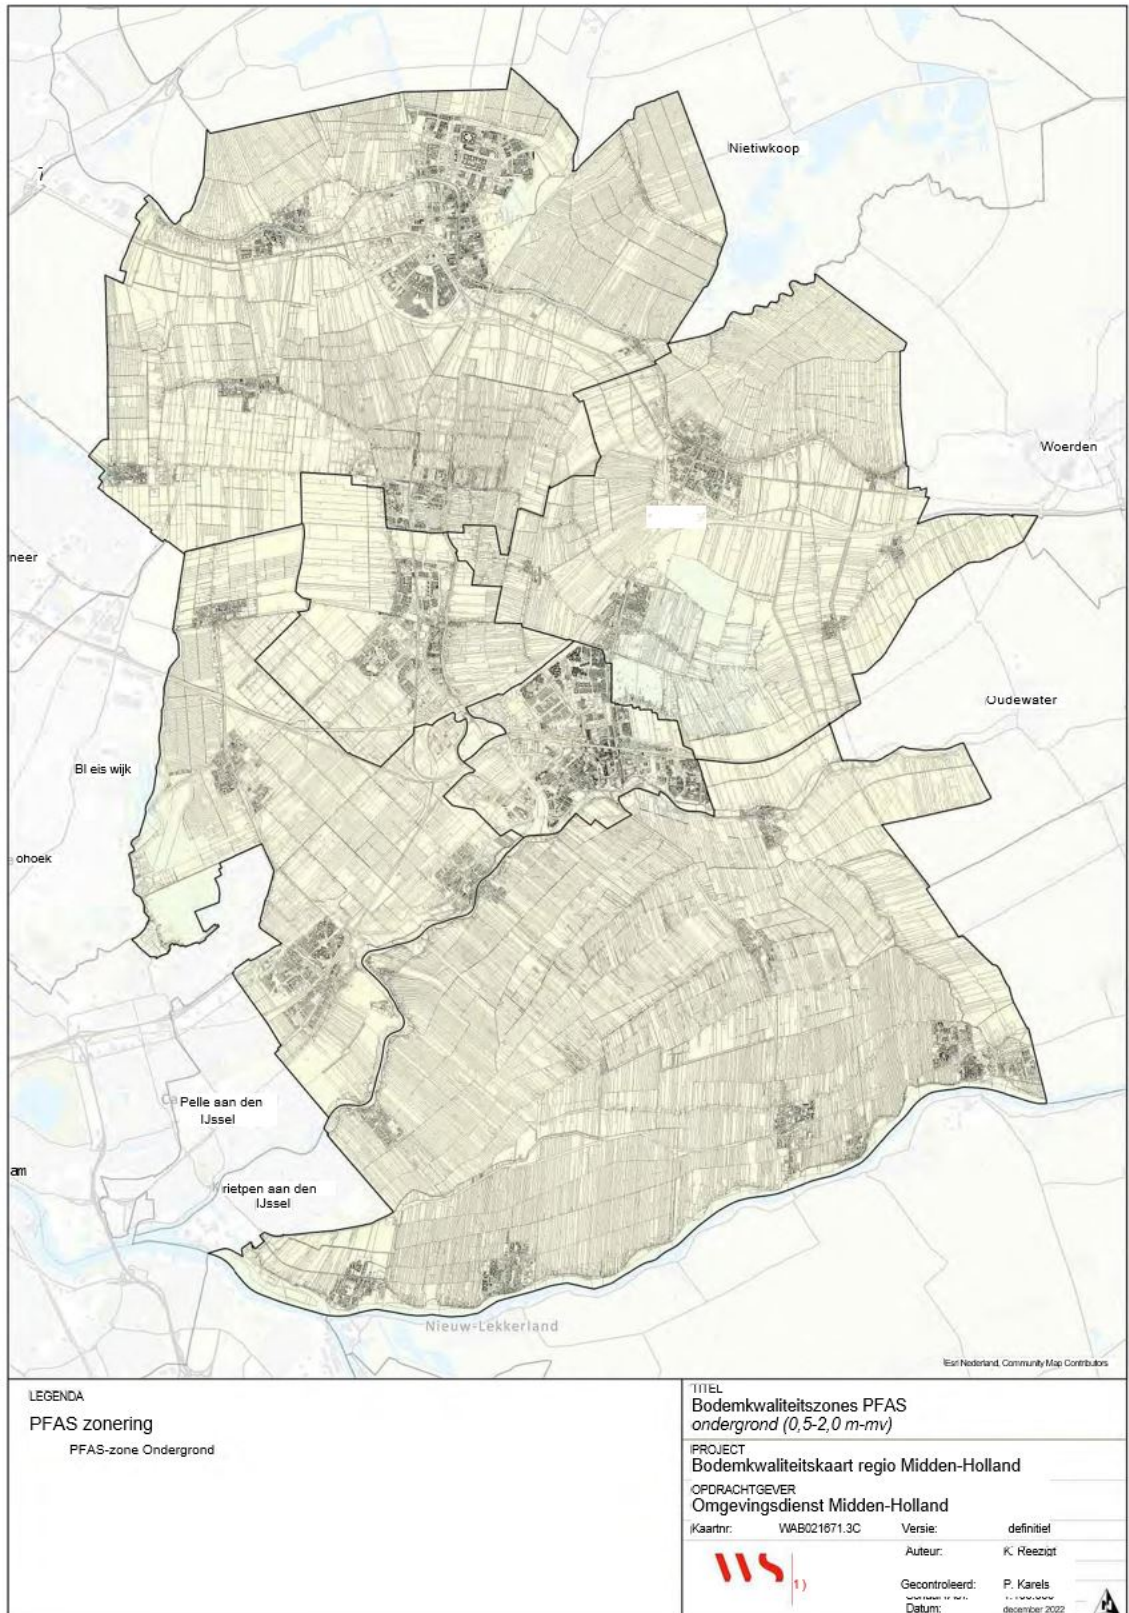 Nietiwkoop
7
Woerden
neer
Oudewater
Bl eis wijk
ohoek
Pelle aan den
IJssel
am
rietpen aan den
IJssel
Nieuw-Lekkerland
Esri Nederland, Community Map Contributors
LEGENDA
PFAS zonering
PFAS-zone Ondergrond
TITEL
Bodemkwaliteitszones PFAS
ondergrond (0,5-2,0 m-mv)
PROJECT
Bodemkwaliteitskaart regio Midden-Holland
OPDRACHTGEVER
Omgevingsdienst Midden-Holland
Kaartnr: WAB021671.3C Versie: definitief
Auteur: K. Reezigt
1)
Gecontroleerd: P. Karels
Datum: december 2022